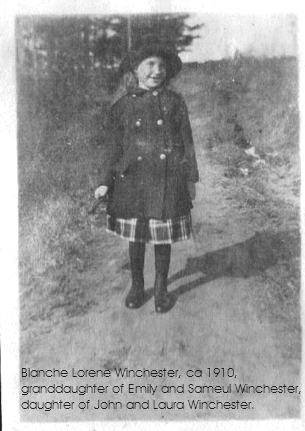 Blanche Lorene Winchester, ca 1910,
granddaughter of Emily and Sameul Winchester,
daughter of John and Laura Winchester.